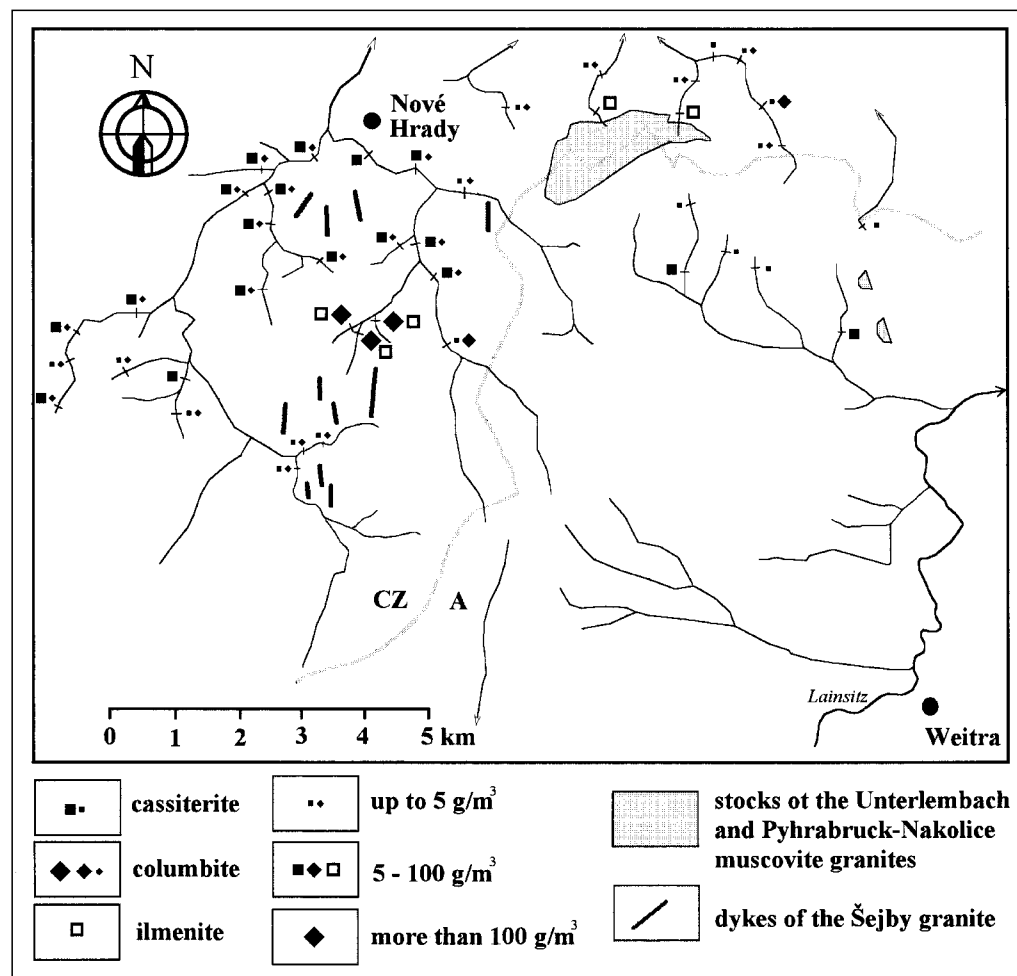 N
Nové
Hrady
CZ
A
Lainsitz
Weitra
0 1 2 3 4 5 km
cassiterite
columbite
ilmenite
up to 5 g/m³
5 - 100 g/m³
more than 100 g/m³
stocks ot the Unterlembach
and Pyhrabruck-Nakolice
muscovite granites
dykes of the Šejby granite